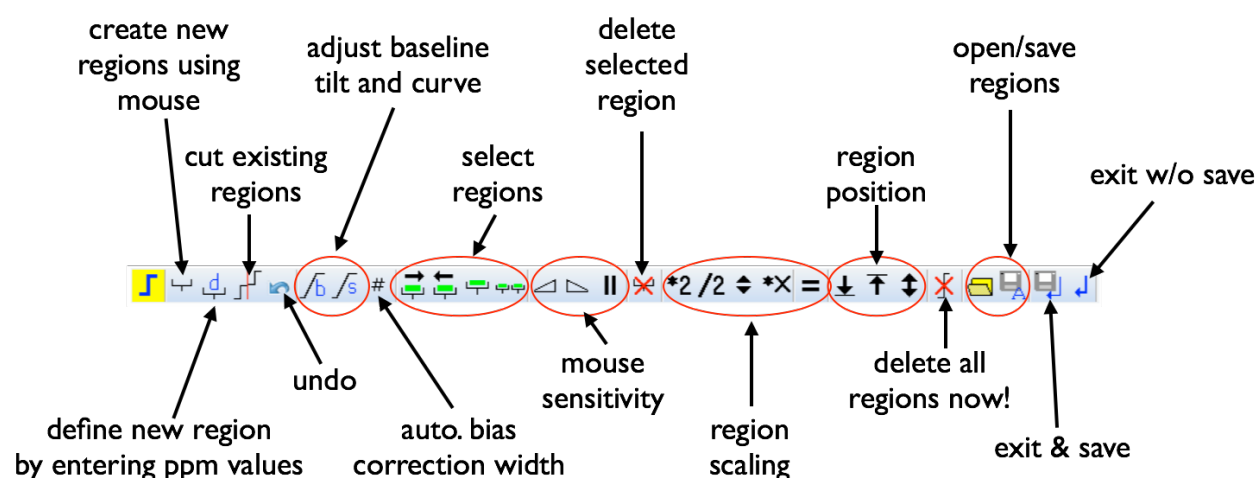 create new
regions using
mouse
adjust baseline
tilt and curve
delete
selected
region
open/save
regions
cut existing
regions
select
regions
region
position
exit w/o save
d
b
s
#
*2
/2
*X
=
A
undo
mouse
sensitivity
delete all
regions now!
define new region
by entering ppm values
auto. bias
correction width
region
scaling
exit & save